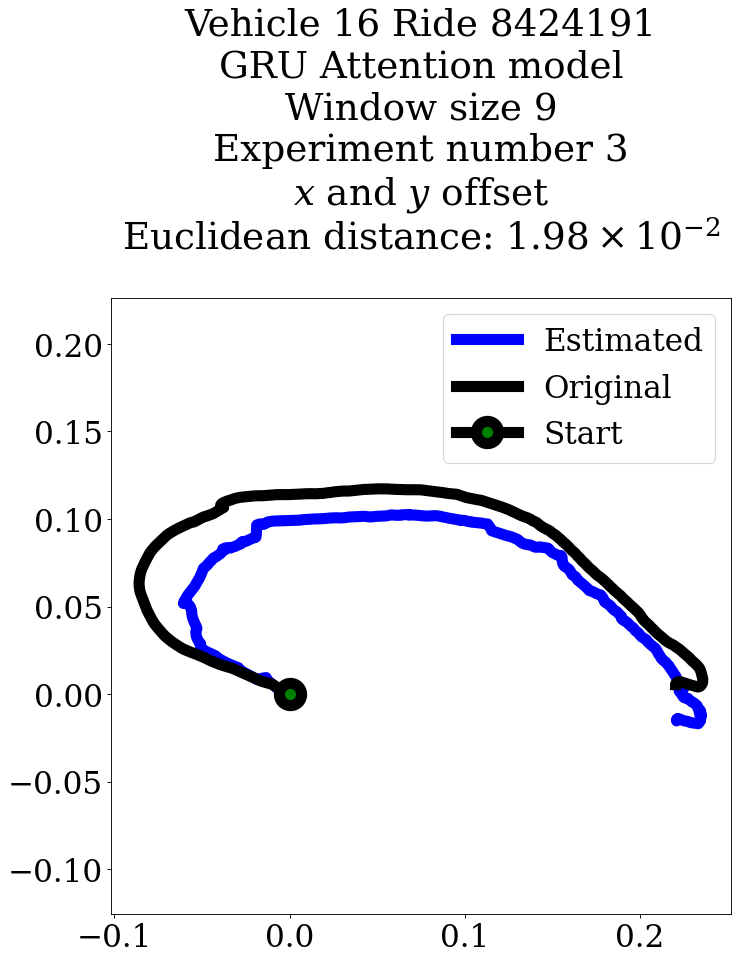 Vehicle 16 Ride 8424191
GRU Attention model
Window size 9
Experiment number 3
x and y offset
Euclidean distance: 1.98 × 10⁻²
Estimated
Original
Start
0.20
0.15
0.10
0.05
0.00
−0.05
−0.10
−0.1 0.0 0.1 0.2